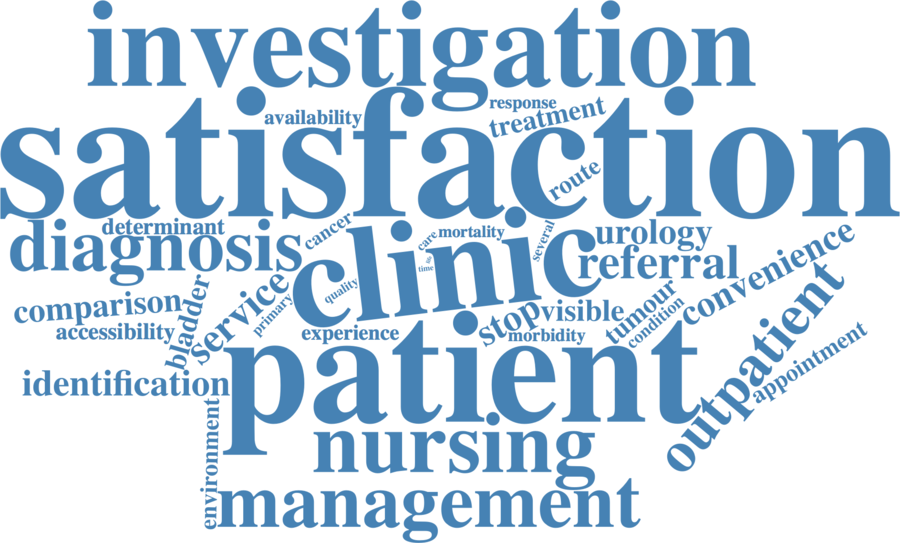 investigation
response
availability
treatment
satisfaction
route
determinant
cancer
care
mortality
several
urology
diagnosis
clinic
referral
convenience
time
quality
service
bladder
comparison
primary
stop
visible
tumour
condition
accessibility
experience
morbidity
outpatient
patient
identification
appointment
environment
nursing
management